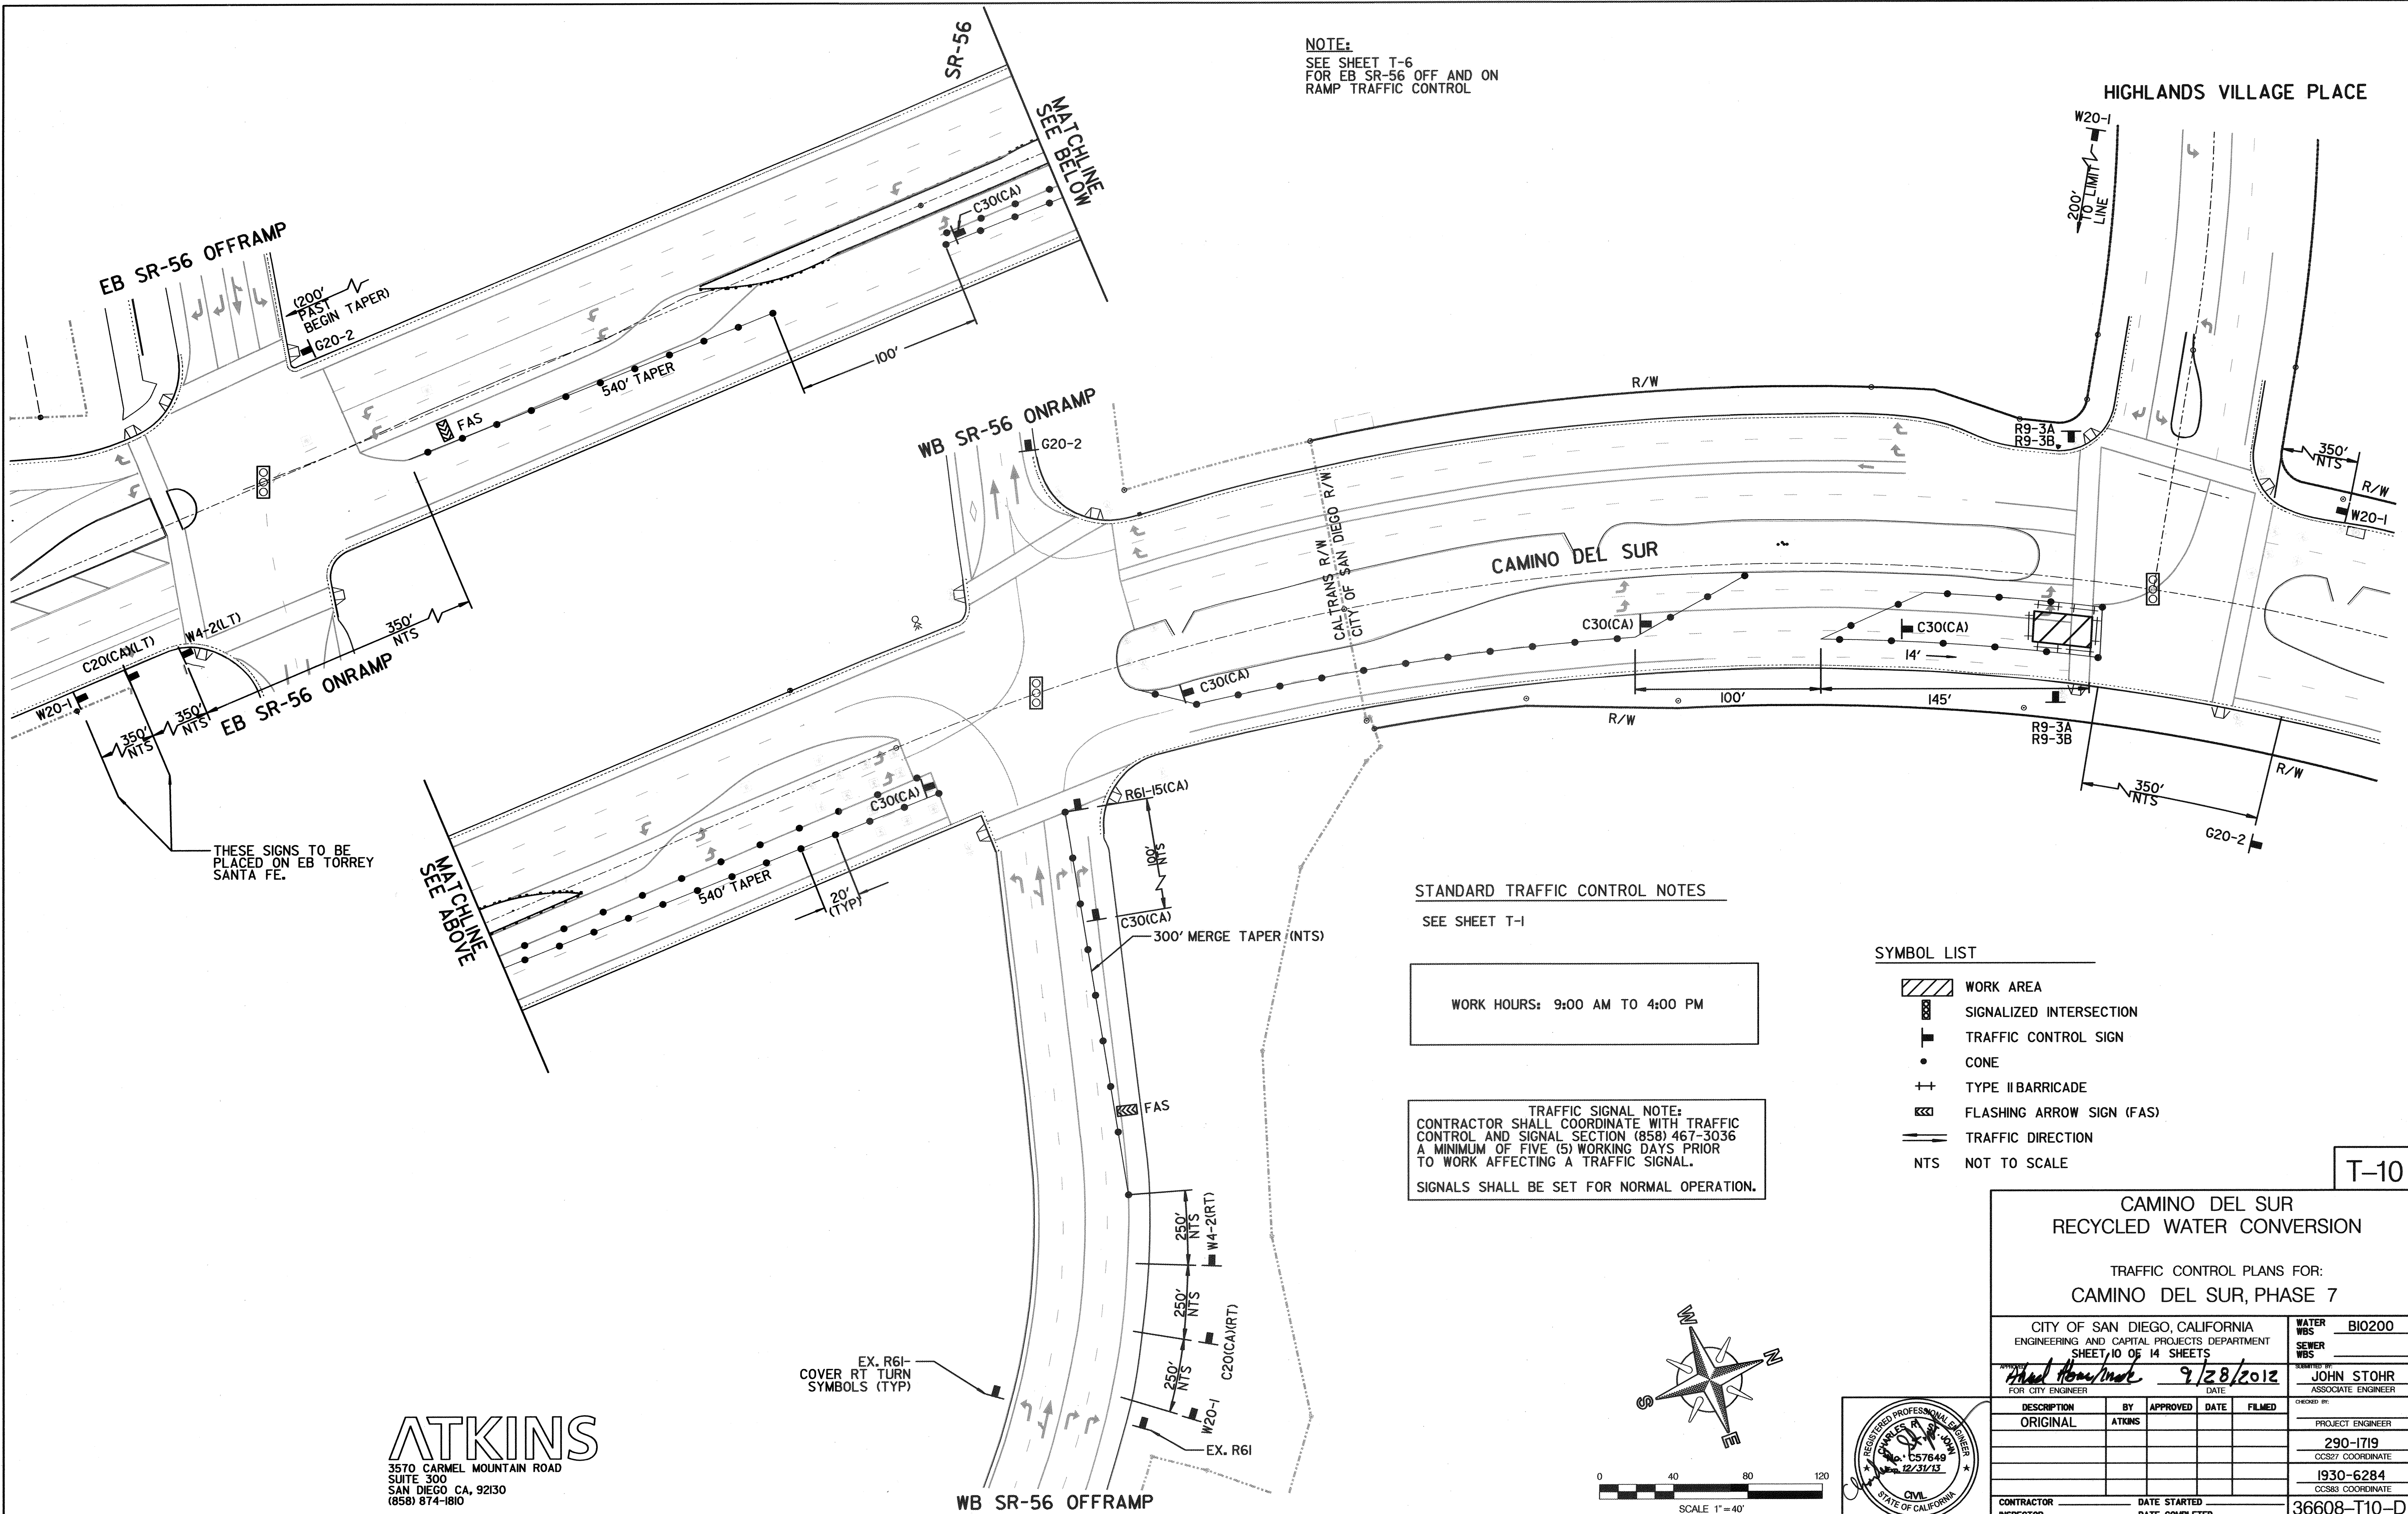 NOTE:
SEE SHEET T-6
FOR EB SR-56 OFF AND ON
RAMP TRAFFIC CONTROL
SR-56
MATCHLINE
SEE BELOW
C30(CA)
EB SR-56 OFFRAMP
(200'
PAST
BEGIN TAPER)
G20-2
FAS
540' TAPER
100'
HIGHLANDS VILLAGE PLACE
W20-1
200'
TO LIMIT
LINE
R9-3A
R9-3B
350'
NTS
R/W
W20-1
WB SR-56 ONRAMP
G20-2
R/W
CALTRANS R/W
CITY OF SAN DIEGO R/W
CAMINO DEL SUR
C30(CA)
C30(CA)
C30(CA)
14'
100'
145'
R/W
R9-3A
R9-3B
350'
NTS
R/W
G20-2
C20(CA)(LT)
W4-2(LT)
W20-1
350'
NTS
350'
NTS
350'
NTS
EB SR-56 ONRAMP
THESE SIGNS TO BE
PLACED ON EB TORREY
SANTA FE.
MATCHLINE
SEE ABOVE
C30(CA)
540' TAPER
20'
(TYP)
R61-15(CA)
100'
NTS
C30(CA)
300' MERGE TAPER (NTS)
FAS
250'
NTS
W4-2(RT)
250'
NTS
C20(CA)(RT)
250'
NTS
W20-1
EX. R61-
COVER RT TURN
SYMBOLS (TYP)
EX. R61
WB SR-56 OFFRAMP
STANDARD TRAFFIC CONTROL NOTES
SEE SHEET T-1
WORK HOURS: 9:00 AM TO 4:00 PM
TRAFFIC SIGNAL NOTE:
CONTRACTOR SHALL COORDINATE WITH TRAFFIC
CONTROL AND SIGNAL SECTION (858) 467-3036
A MINIMUM OF FIVE (5) WORKING DAYS PRIOR
TO WORK AFFECTING A TRAFFIC SIGNAL.
SIGNALS SHALL BE SET FOR NORMAL OPERATION.
SYMBOL LIST
WORK AREA
SIGNALIZED INTERSECTION
TRAFFIC CONTROL SIGN
CONE
TYPE II BARRICADE
FLASHING ARROW SIGN (FAS)
TRAFFIC DIRECTION
NTS NOT TO SCALE
W
N
S
E
0 40 80 120
SCALE 1"=40'
ATKINS
3570 CARMEL MOUNTAIN ROAD
SUITE 300
SAN DIEGO CA, 92130
(858) 874-1810
T-10
CAMINO DEL SUR
RECYCLED WATER CONVERSION
TRAFFIC CONTROL PLANS FOR:
CAMINO DEL SUR, PHASE 7
CITY OF SAN DIEGO, CALIFORNIA
ENGINEERING AND CAPITAL PROJECTS DEPARTMENT
SHEET 10 OF 14 SHEETS
WATER
WBS B10200
SEWER
WBS
APPROVED:
9/28/2012
FOR CITY ENGINEER DATE
SUBMITTED BY:
JOHN STOHR
ASSOCIATE ENGINEER
CHECKED BY:
PROJECT ENGINEER
DESCRIPTION BY APPROVED DATE FILMED
ORIGINAL ATKINS
290-1719
CCS27 COORDINATE
1930-6284
CCS83 COORDINATE
CONTRACTOR DATE STARTED
INSPECTOR DATE COMPLETED
36608-T10-D
REGISTERED PROFESSIONAL ENGINEER
CHARLES R. ST. JOHN
No. C57649
Exp. 12/31/13
CIVIL
STATE OF CALIFORNIA